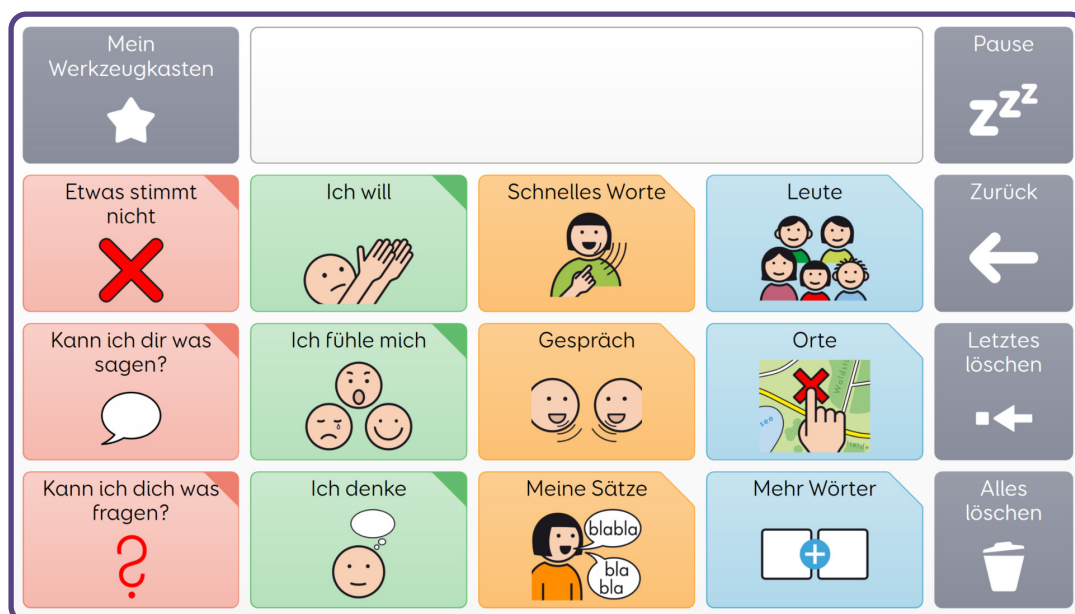 Mein
Werkzeugkasten
Pause
zzz
Etwas stimmt
nicht
Ich will
Schnelles Worte
Leute
Zurück
Kann ich dir was
sagen?
Ich fühle mich
Gespräch
Orte
Letztes
löschen
Kann ich dich was
fragen?
?
Ich denke
Meine Sätze
blabla
bla
bla
Mehr Wörter
Alles
löschen